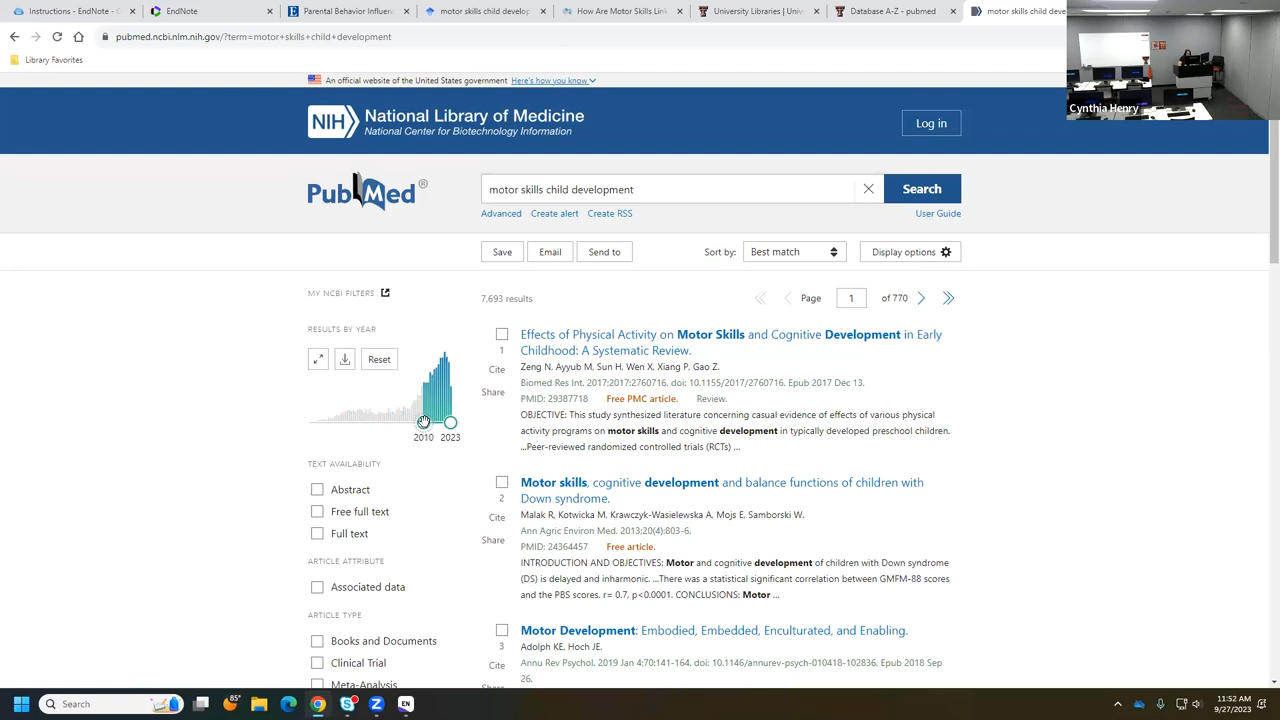 Instructions - EndNote - C
EndNote
Parental Behavior Influenc
motor skills child develop
How Are Motor Skills Link
University Libraries | Univ
Database A-Z - pubmed
motor skills child deve
pubmed.ncbi.nlm.nih.gov/?term=motor+skills+child+development
Library Favorites
Cynthia Henry
An official website of the United States government Here's how you know
NIH National Library of Medicine
National Center for Biotechnology Information
Log in
PubMed®
motor skills child development
Search
Advanced Create alert Create RSS
User Guide
Save Email Send to
Sort by: Best match
Display options
MY NCBI FILTERS
7,693 results
Page 1 of 770
RESULTS BY YEAR
Reset
2010 2023
TEXT AVAILABILITY
Abstract
Free full text
Full text
ARTICLE ATTRIBUTE
Associated data
ARTICLE TYPE
Books and Documents
Clinical Trial
Meta-Analysis
Effects of Physical Activity on Motor Skills and Cognitive Development in Early
Childhood: A Systematic Review.
1
Cite
Share
Zeng N, Ayyub M, Sun H, Wen X, Xiang P, Gao Z.
Biomed Res Int. 2017;2017:2760716. doi: 10.1155/2017/2760716. Epub 2017 Dec 13.
PMID: 29387718 Free PMC article. Review.
OBJECTIVE: This study synthesized literature concerning casual evidence of effects of various physical
activity programs on motor skills and cognitive development in typically developed preschool children.
...Peer-reviewed randomized controlled trials (RCTs) ...
Motor skills, cognitive development and balance functions of children with
Down syndrome.
2
Cite
Share
Malak R, Kotwicka M, Krawczyk-Wasielewska A, Mojs E, Samborski W.
Ann Agric Environ Med. 2013;20(4):803-6.
PMID: 24364457 Free article.
INTRODUCTION AND OBJECTIVES: Motor and cognitive development of children with Down syndrome
(DS) is delayed and inharmonic. ...There was a statistical significant correlation between GMFM-88 scores
and the PBS scores. r= 0.7, p<0.0001. CONCLUSIONS: Motor ...
Motor Development: Embodied, Embedded, Enculturated, and Enabling.
3
Cite
Adolph KE, Hoch JE.
Annu Rev Psychol. 2019 Jan 4;70:141-164. doi: 10.1146/annurev-psych-010418-102836. Epub 2018 Sep
26.
Search
85°
EN
11:52 AM
9/27/2023